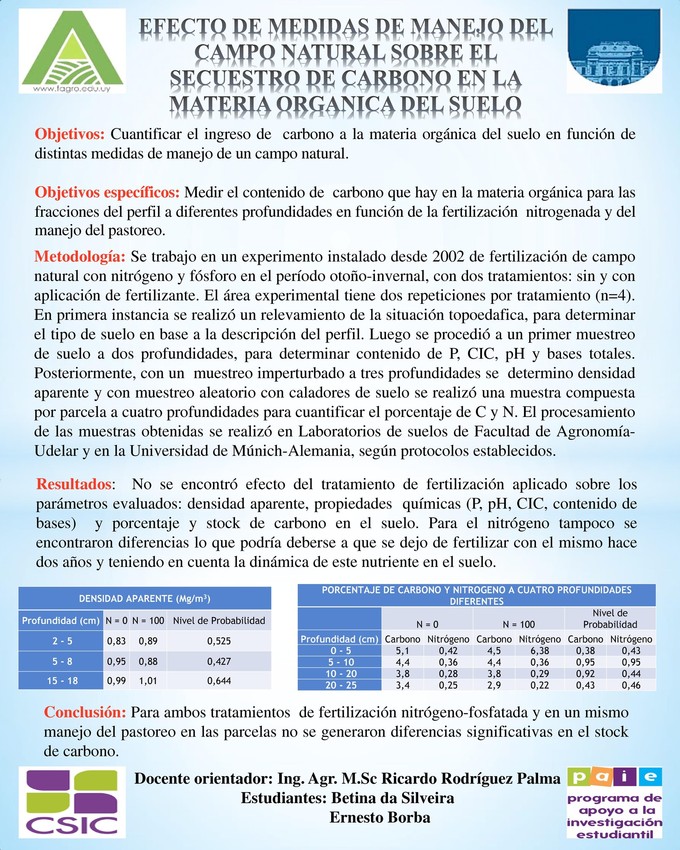 www.fagro.edu.uy
EFECTO DE MEDIDAS DE MANEJO DEL
CAMPO NATURAL SOBRE EL
SECUESTRO DE CARBONO EN LA
MATERIA ORGANICA DEL SUELO
Objetivos: Cuantificar el ingreso de carbono a la materia orgánica del suelo en función de
distintas medidas de manejo de un campo natural.
Objetivos específicos: Medir el contenido de carbono que hay en la materia orgánica para las
fracciones del perfil a diferentes profundidades en función de la fertilización nitrogenada y del
manejo del pastoreo.
Metodología: Se trabajo en un experimento instalado desde 2002 de fertilización de campo
natural con nitrógeno y fósforo en el período otoño-invernal, con dos tratamientos: sin y con
aplicación de fertilizante. El área experimental tiene dos repeticiones por tratamiento (n=4).
En primera instancia se realizó un relevamiento de la situación topoedafica, para determinar
el tipo de suelo en base a la descripción del perfil. Luego se procedió a un primer muestreo
de suelo a dos profundidades, para determinar contenido de P, CIC, pH y bases totales.
Posteriormente, con un muestreo imperturbado a tres profundidades se determino densidad
aparente y con muestreo aleatorio con caladores de suelo se realizó una muestra compuesta
por parcela a cuatro profundidades para cuantificar el porcentaje de C y N. El procesamiento
de las muestras obtenidas se realizó en Laboratorios de suelos de Facultad de Agronomía-
Udelar y en la Universidad de Múnich-Alemania, según protocolos establecidos.
Resultados: No se encontró efecto del tratamiento de fertilización aplicado sobre los
parámetros evaluados: densidad aparente, propiedades químicas (P, pH, CIC, contenido de
bases) y porcentaje y stock de carbono en el suelo. Para el nitrógeno tampoco se
encontraron diferencias lo que podría deberse a que se dejo de fertilizar con el mismo hace
dos años y teniendo en cuenta la dinámica de este nutriente en el suelo.
DENSIDAD APARENTE (Mg/m³)
Profundidad (cm) N = 0 N = 100 Nivel de Probabilidad
2 - 5 0,83 0,89 0,525
5 - 8 0,95 0,88 0,427
15 - 18 0,99 1,01 0,644
PORCENTAJE DE CARBONO Y NITROGENO A CUATRO PROFUNDIDADES
DIFERENTES
N = 0 N = 100 Nivel de
Probabilidad
Profundidad (cm) Carbono Nitrógeno Carbono Nitrógeno Carbono Nitrógeno
0 - 5 5,1 0,42 4,5 6,38 0,38 0,43
5 - 10 4,4 0,36 4,4 0,36 0,95 0,95
10 - 20 3,8 0,28 3,8 0,29 0,92 0,44
20 - 25 3,4 0,25 2,9 0,22 0,43 0,46
Conclusión: Para ambos tratamientos de fertilización nitrógeno-fosfatada y en un mismo
manejo del pastoreo en las parcelas no se generaron diferencias significativas en el stock
de carbono.
CSIC
Docente orientador: Ing. Agr. M.Sc Ricardo Rodríguez Palma
Estudiantes: Betina da Silveira
Ernesto Borba
paie
programa de
apoyo a la
investigación
estudiantil